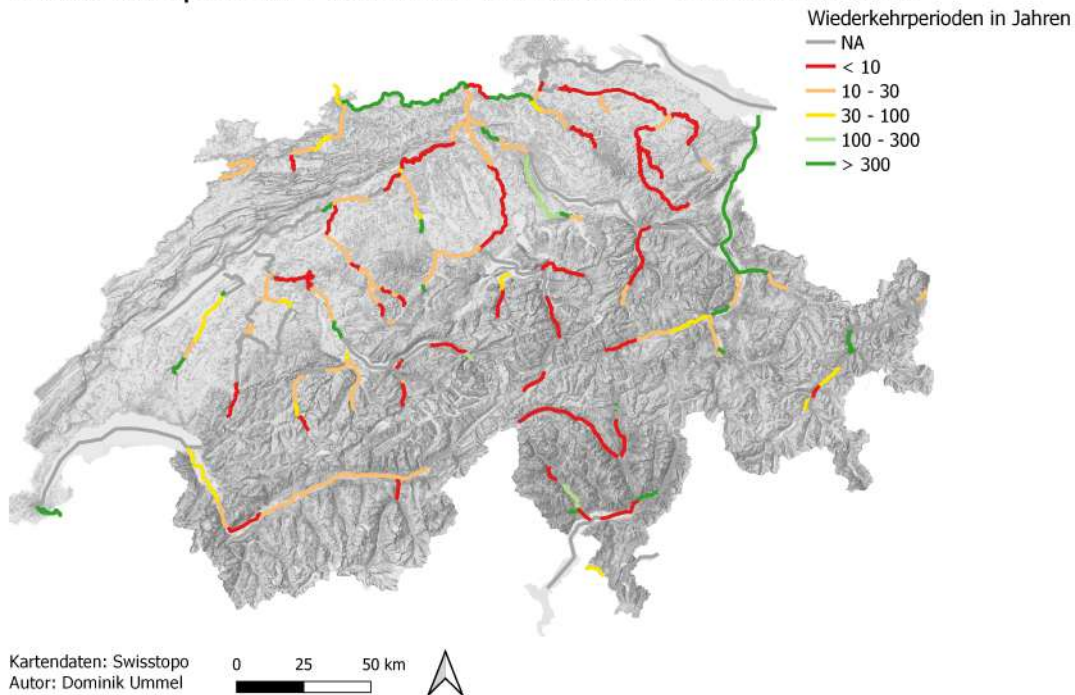 Wiederkehrperioden in Jahren
NA
< 10
10 - 30
30 - 100
100 - 300
> 300
Kartendaten: Swisstopo
Autor: Dominik Ummel
0 25 50 km